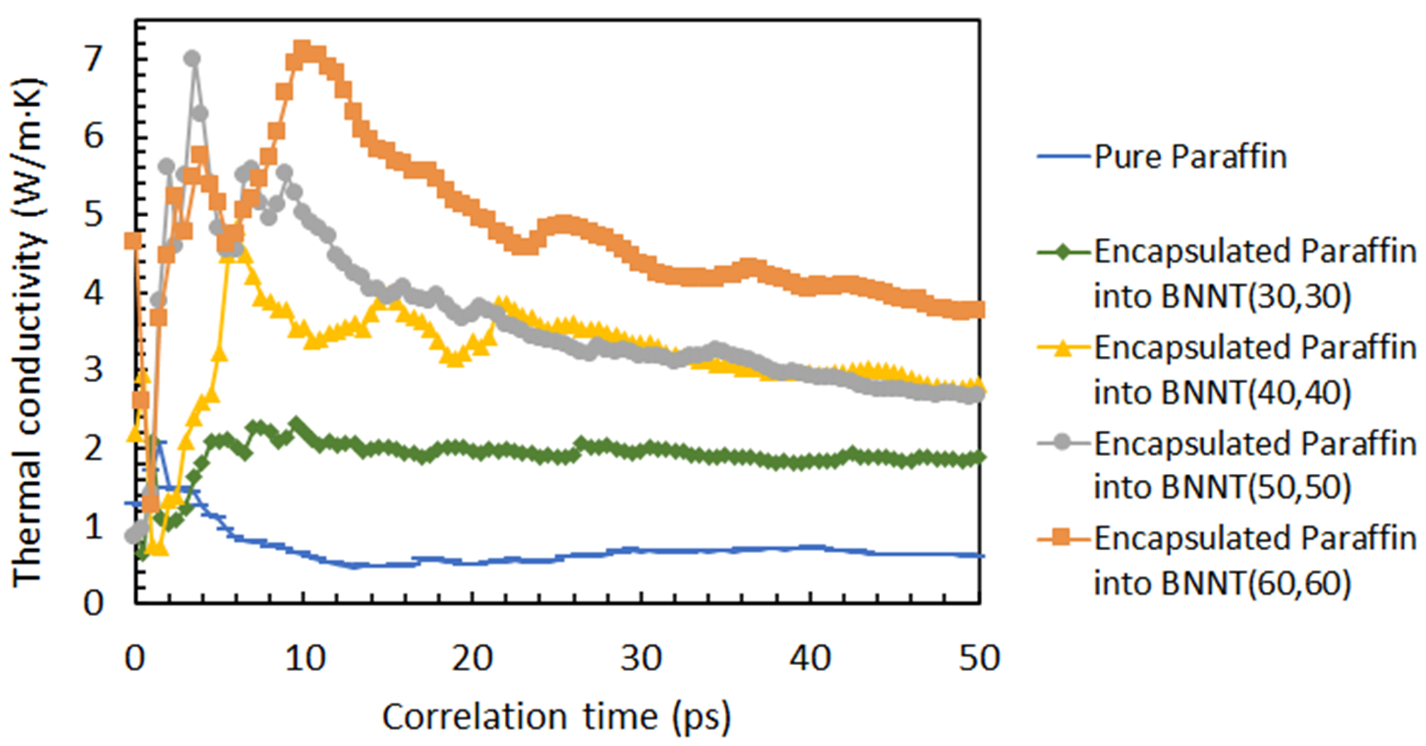 Thermal conductivity (W/m·K)
7
6
5
4
3
2
1
0
0 10 20 30 40 50
Correlation time (ps)
Pure Paraffin
Encapsulated Paraffin
into BNNT(30,30)
Encapsulated Paraffin
into BNNT(40,40)
Encapsulated Paraffin
into BNNT(50,50)
Encapsulated Paraffin
into BNNT(60,60)